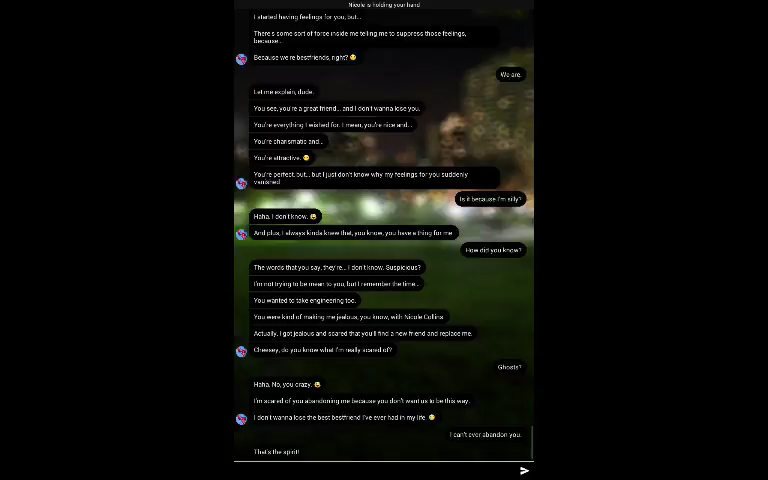 Nicole is holding your hand
I started having feelings for you, but...
There's some sort of force inside me telling me to suppress those feelings,
because...
Because we're bestfriends, right?
We are.
Let me explain, dude.
You see, you're a great friend... and I don't wanna lose you.
You're everything I wished for. I mean, you're nice and...
You're charismatic and...
You're attractive.
You're perfect, but... but I just don't know why my feelings for you suddenly
vanished
Is it because I'm silly?
Haha. I don't know.
And plus, I always kinda knew that, you know, you have a thing for me.
How did you know?
The words that you say, they're... I don't know. Suspicious?
I'm not trying to be mean to you, but I remember the time...
You wanted to take engineering too.
You were kind of making me jealous, you know, with Nicole Collins.
Actually. I got jealous and scared that you'll find a new friend and replace me.
Cheesey, do you know what I'm really scared of?
Ghosts?
Haha. No, you crazy.
I'm scared of you abandoning me because you don't want us to be this way.
I don't wanna lose the best bestfriend I've ever had in my life.
I can't ever abandon you.
That's the spirit!